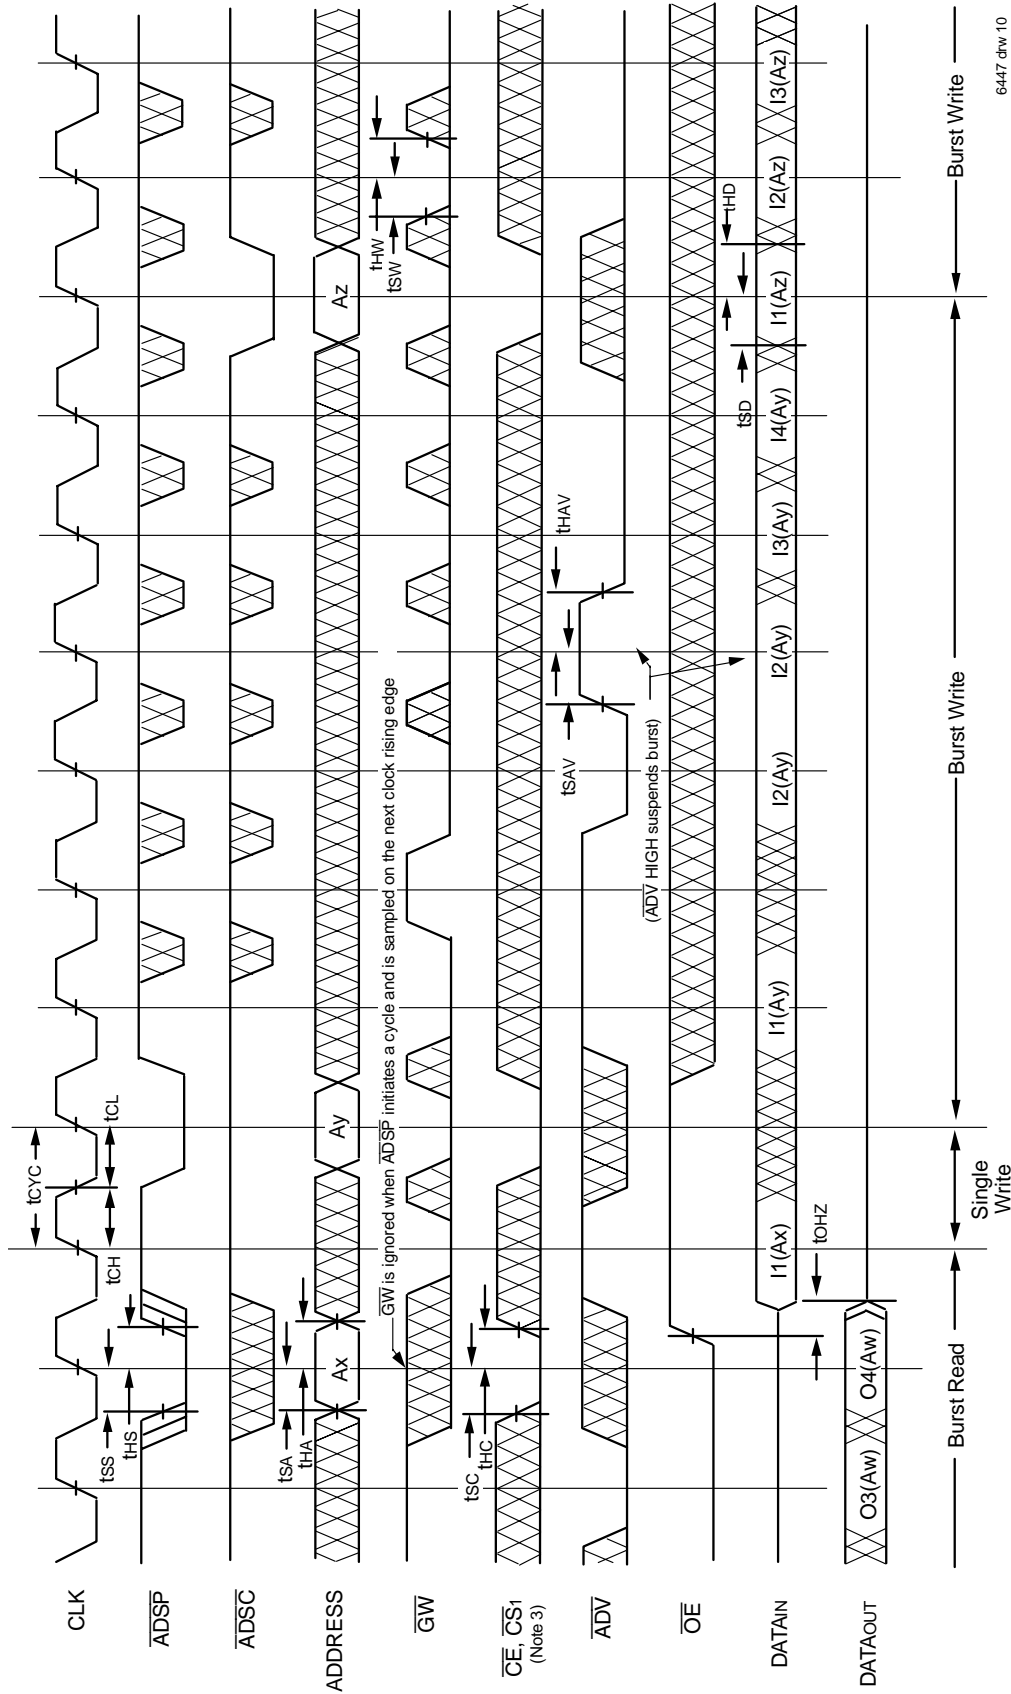 CLK
ADSP
ADSC
ADDRESS
GW
CE, CS1
(Note 3)
ADV
OE
DATAIN
DATAOUT
tCYC
tCH
tCL
tSS
tHS
tSA
tHA
Ax
Ay
Az
GW is ignored when ADSP initiates a cycle and is sampled on the next clock rising edge
tHW
tSW
tSC
tHC
tSAV
tHAV
(ADV HIGH suspends burst)
tSD
tHD
I1(Ax)
I1(Ay)
I2(Ay)
I2(Ay)
I3(Ay)
I4(Ay)
I1(Az)
I2(Az)
I3(Az)
tOHZ
O3(Aw)
O4(Aw)
Burst Read
Single
Write
Burst Write
Burst Write
6447 drw 10